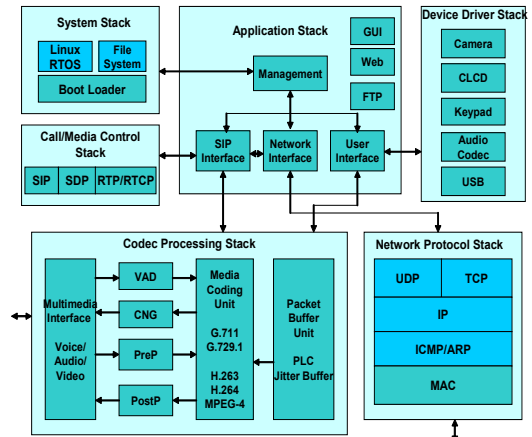 System Stack
Linux
RTOS
File
System
Boot Loader
Application Stack
GUI
Web
FTP
Management
SIP
Interface
Network
Interface
User
Interface
Device Driver Stack
Camera
CLCD
Keypad
Audio
Codec
USB
Call/Media Control
Stack
SIP
SDP
RTP/RTCP
Codec Processing Stack
Multimedia
Interface
Voice/
Audio/
Video
VAD
CNG
PreP
PostP
Media
Coding
Unit
G.711
G.729.1
H.263
H.264
MPEG-4
Packet
Buffer
Unit
PLC
Jitter Buffer
Network Protocol Stack
UDP
TCP
IP
ICMP/ARP
MAC